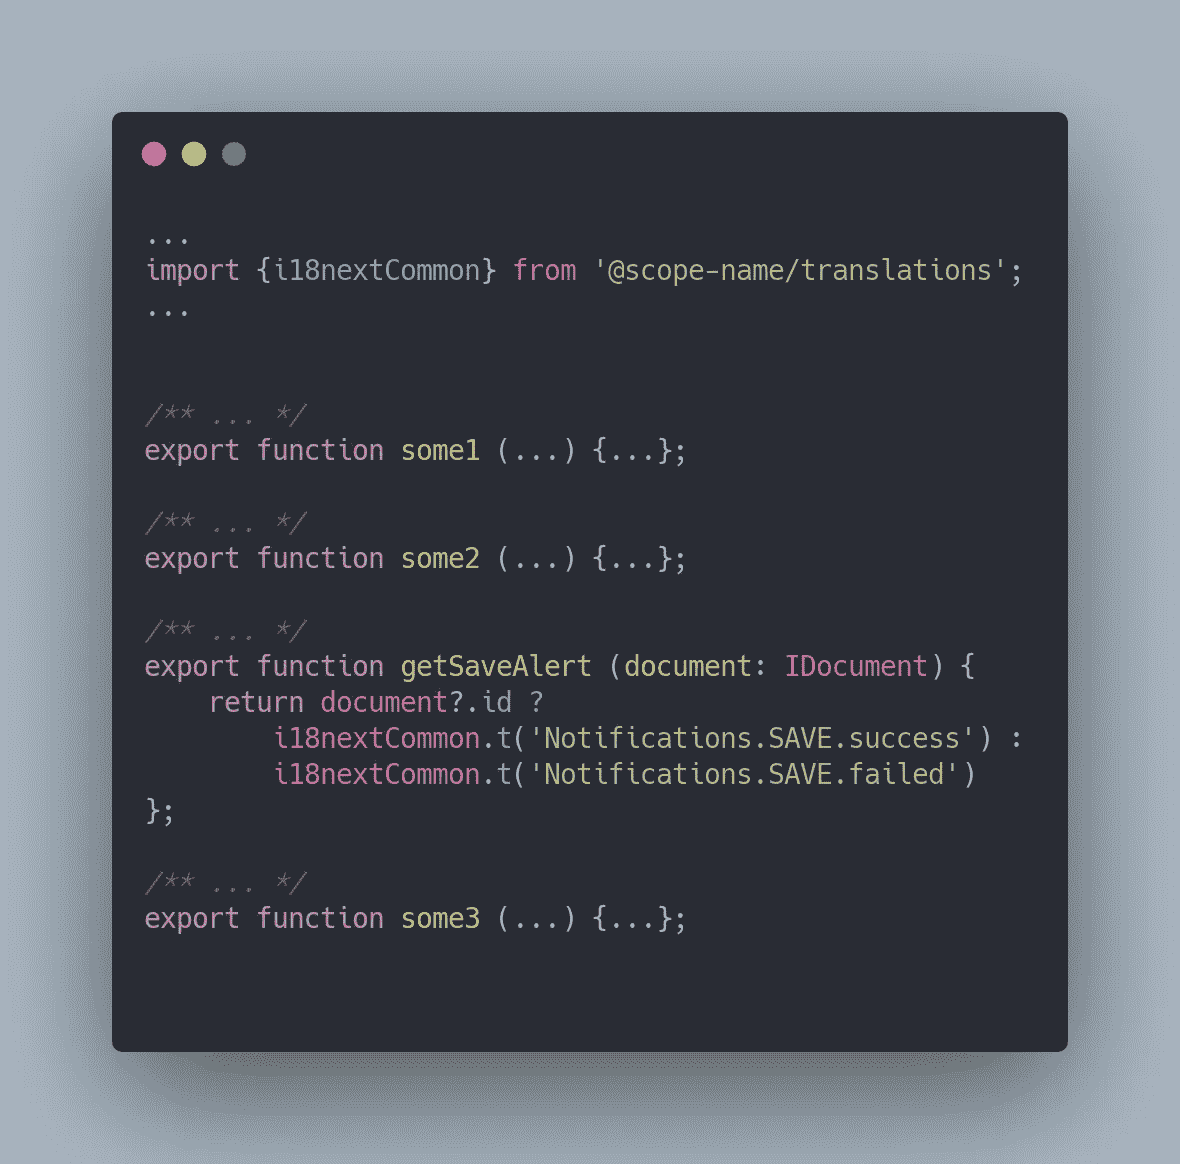 ...
import {i18nextCommon} from '@scope-name/translations';
...
/** ... */
export function some1 (...) {...};
/** ... */
export function some2 (...) {...};
/** ... */
export function getSaveAlert (document: IDocument) {
    return document?.id ?
        i18nextCommon.t('Notifications.SAVE.success') :
        i18nextCommon.t('Notifications.SAVE.failed')
};
/** ... */
export function some3 (...) {...};